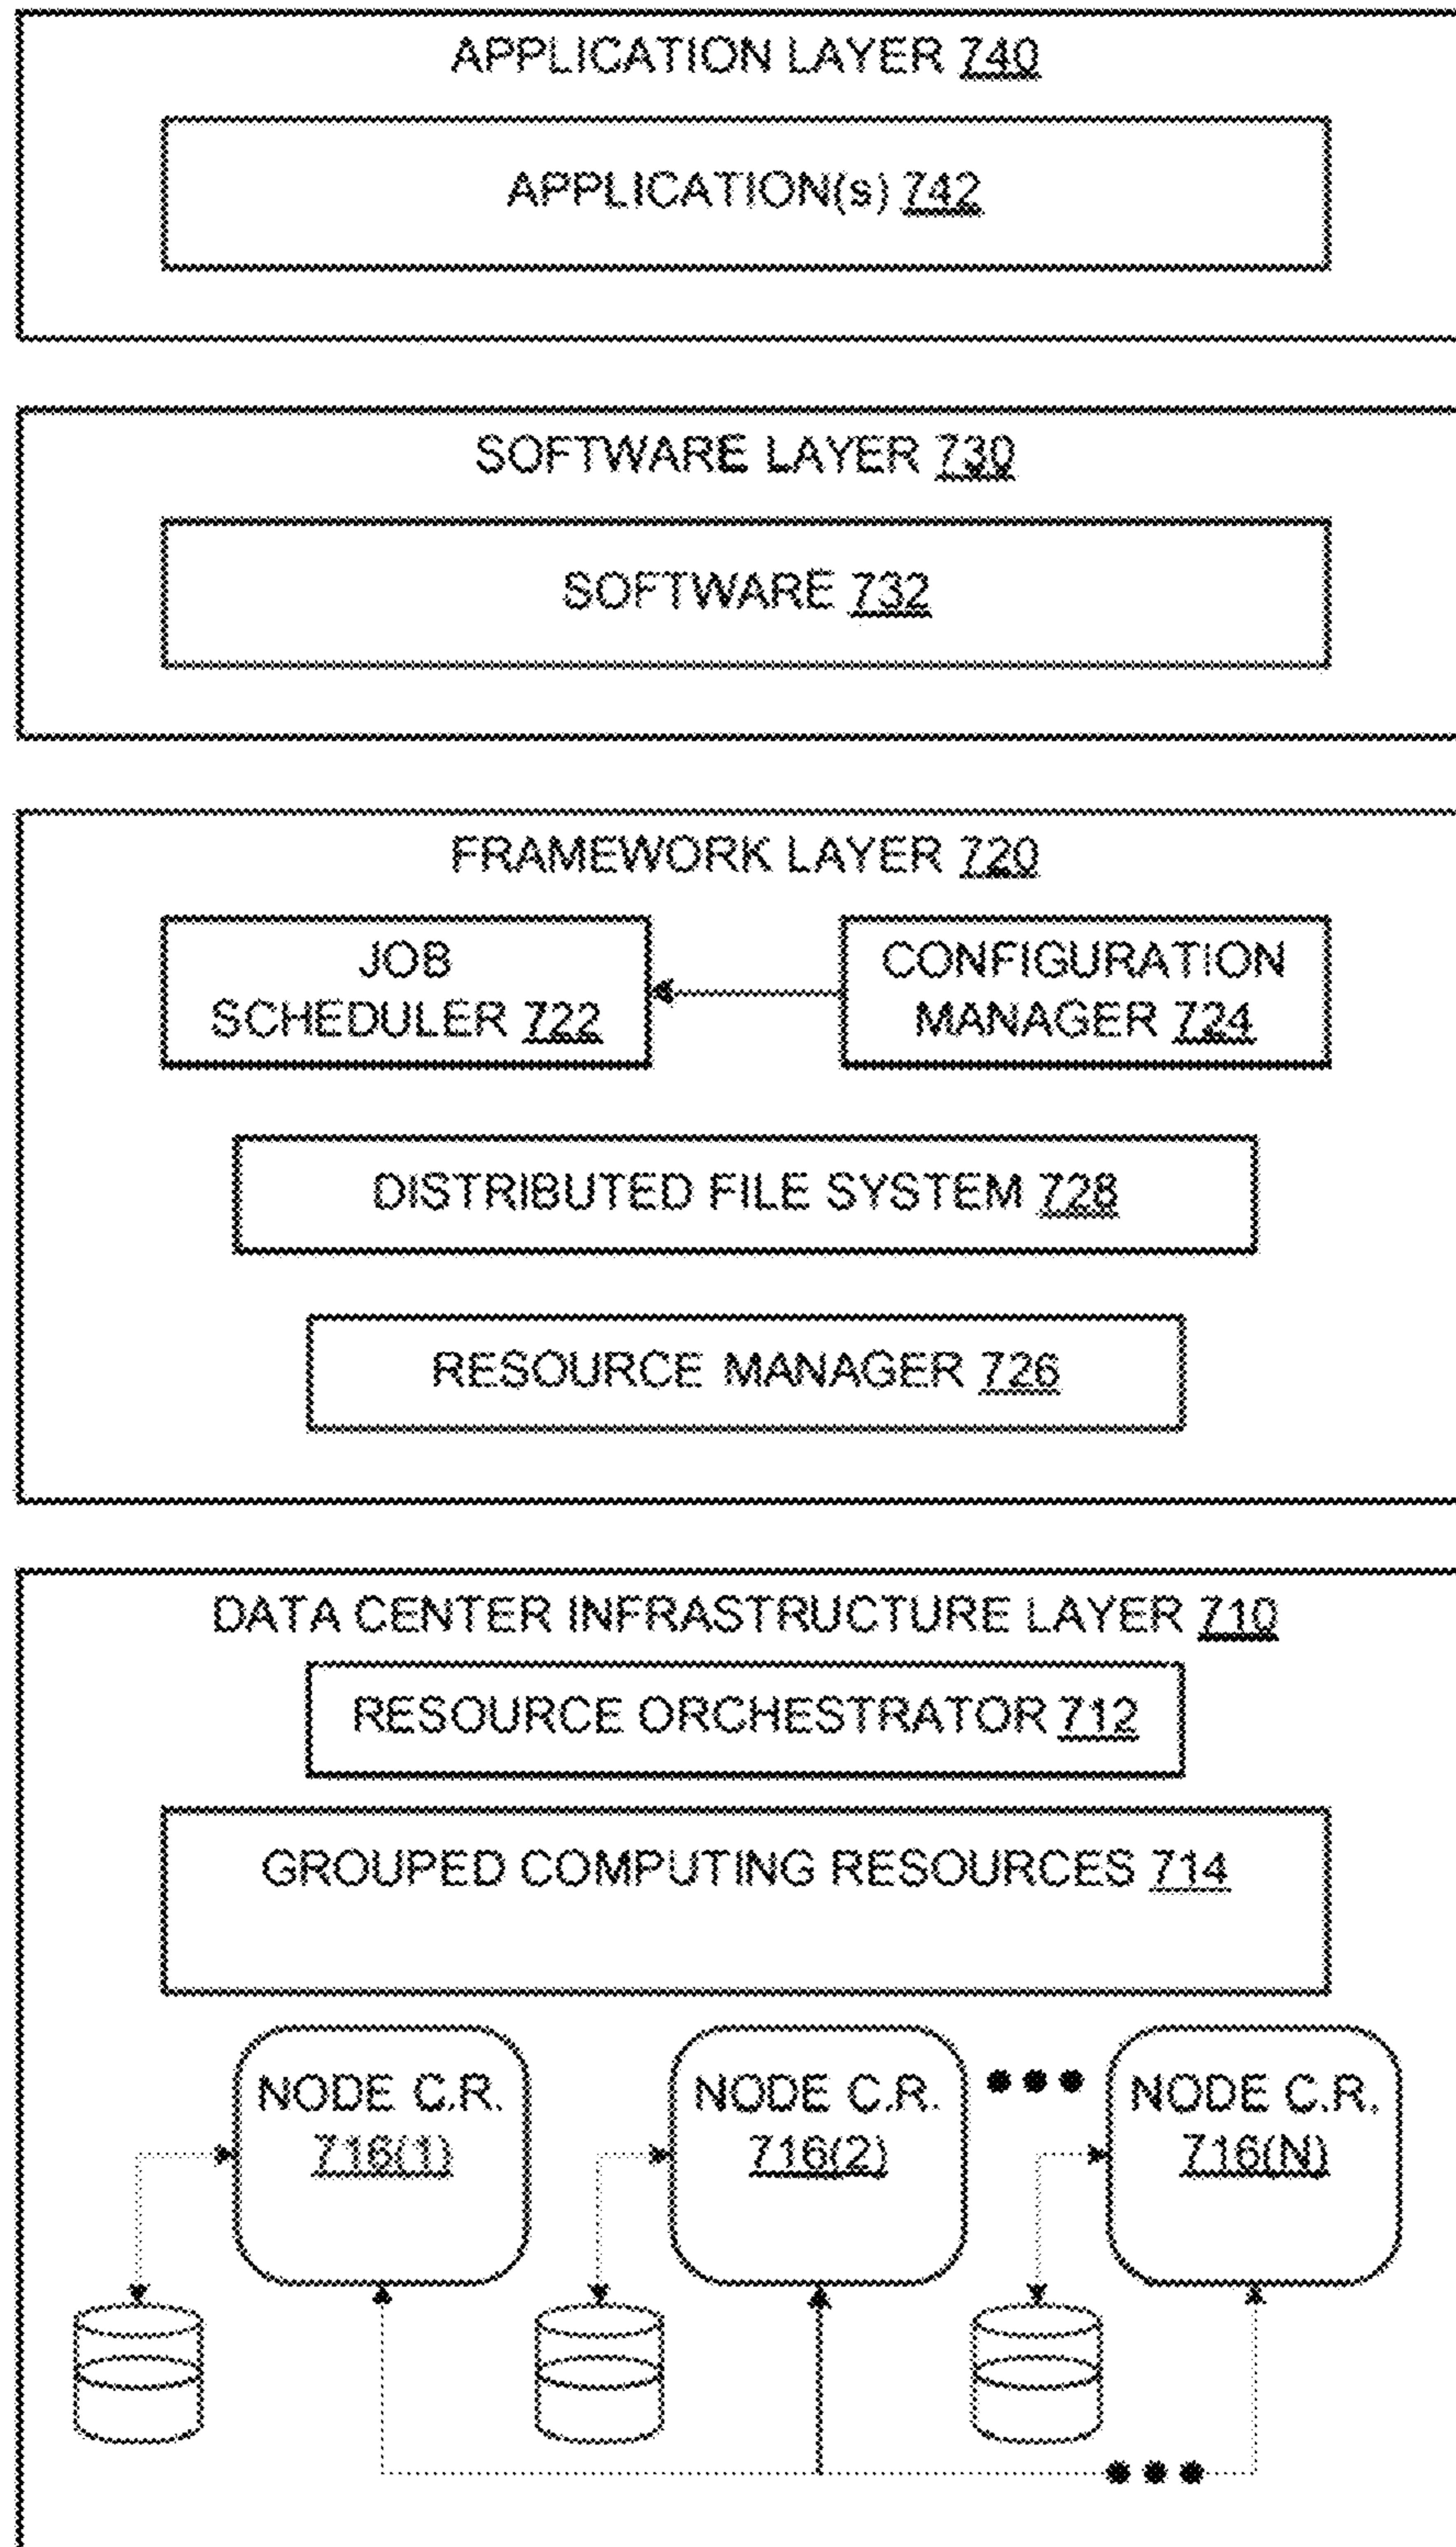 APPLICATION LAYER 740
APPLICATION(s) 742
SOFTWARE LAYER 730
SOFTWARE 732
FRAMEWORK LAYER 720
JOB
SCHEDULER 722
CONFIGURATION
MANAGER 724
DISTRIBUTED FILE SYSTEM 728
RESOURCE MANAGER 726
DATA CENTER INFRASTRUCTURE LAYER 710
RESOURCE ORCHESTRATOR 712
GROUPED COMPUTING RESOURCES 714
NODE C.R.
716(1)
NODE C.R.
716(2)
NODE C.R.
716(N)